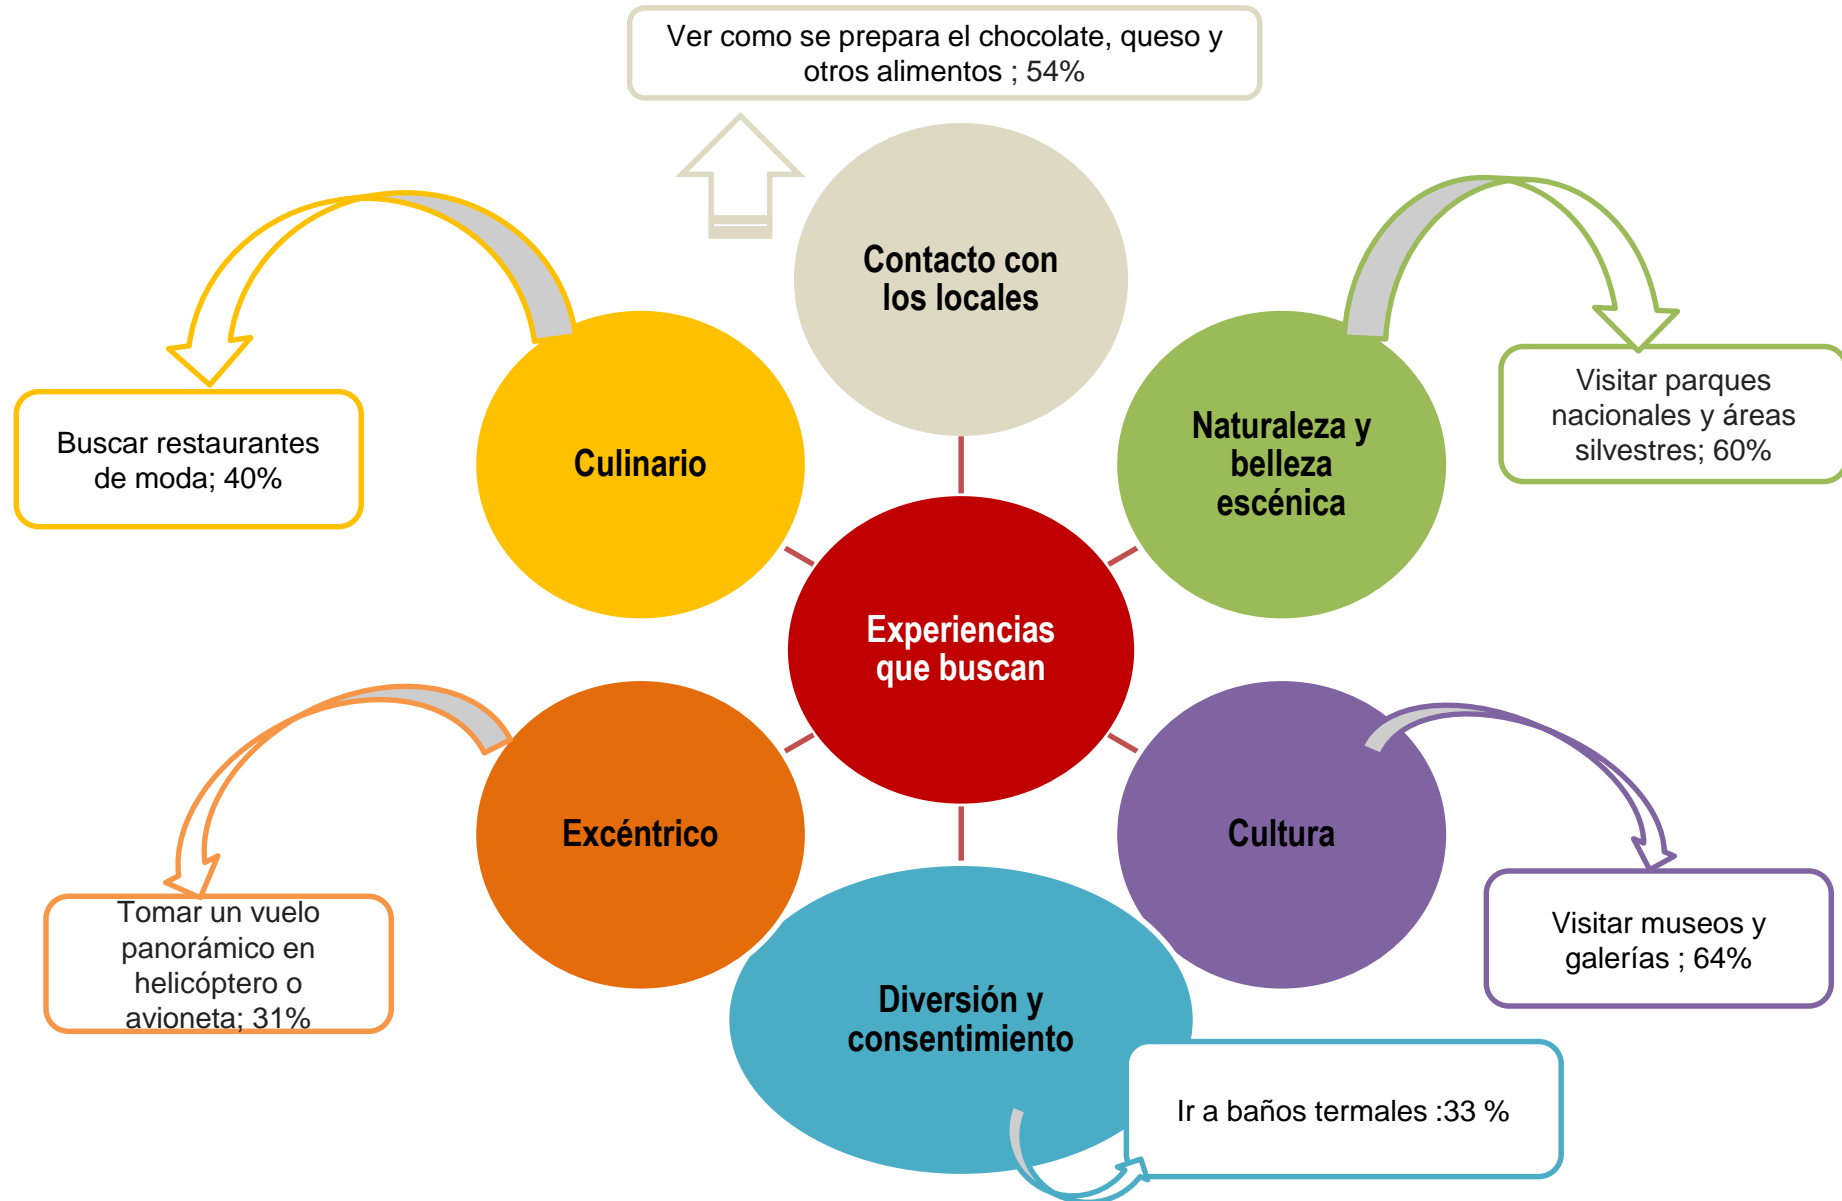 Ver como se prepara el chocolate, queso y
otros alimentos ; 54%
Contacto con
los locales
Culinario
Buscar restaurantes
de moda; 40%
Naturaleza y
belleza
escénica
Visitar parques
nacionales y áreas
silvestres; 60%
Experiencias
que buscan
Excéntrico
Tomar un vuelo
panorámico en
helicóptero o
avioneta; 31%
Cultura
Visitar museos y
galerías ; 64%
Diversión y
consentimiento
Ir a baños termales :33 %